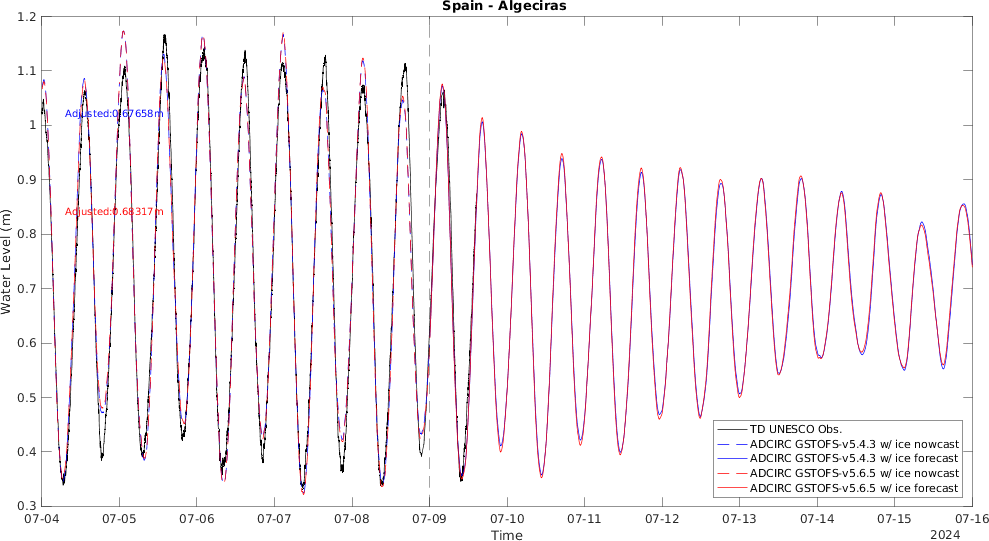 Spain - Algeciras
1.2
1.1
1
0.9
0.8
0.7
0.6
0.5
0.4
0.3
Water Level (m)
Adjusted:0.67658m
Adjusted:0.68317m
TD UNESCO Obs.
ADCIRC GSTOFS-v5.4.3 w/ ice nowcast
ADCIRC GSTOFS-v5.4.3 w/ ice forecast
ADCIRC GSTOFS-v5.6.5 w/ ice nowcast
ADCIRC GSTOFS-v5.6.5 w/ ice forecast
07-04 07-05 07-06 07-07 07-08 07-09 07-10 07-11 07-12 07-13 07-14 07-15 07-16
Time
2024